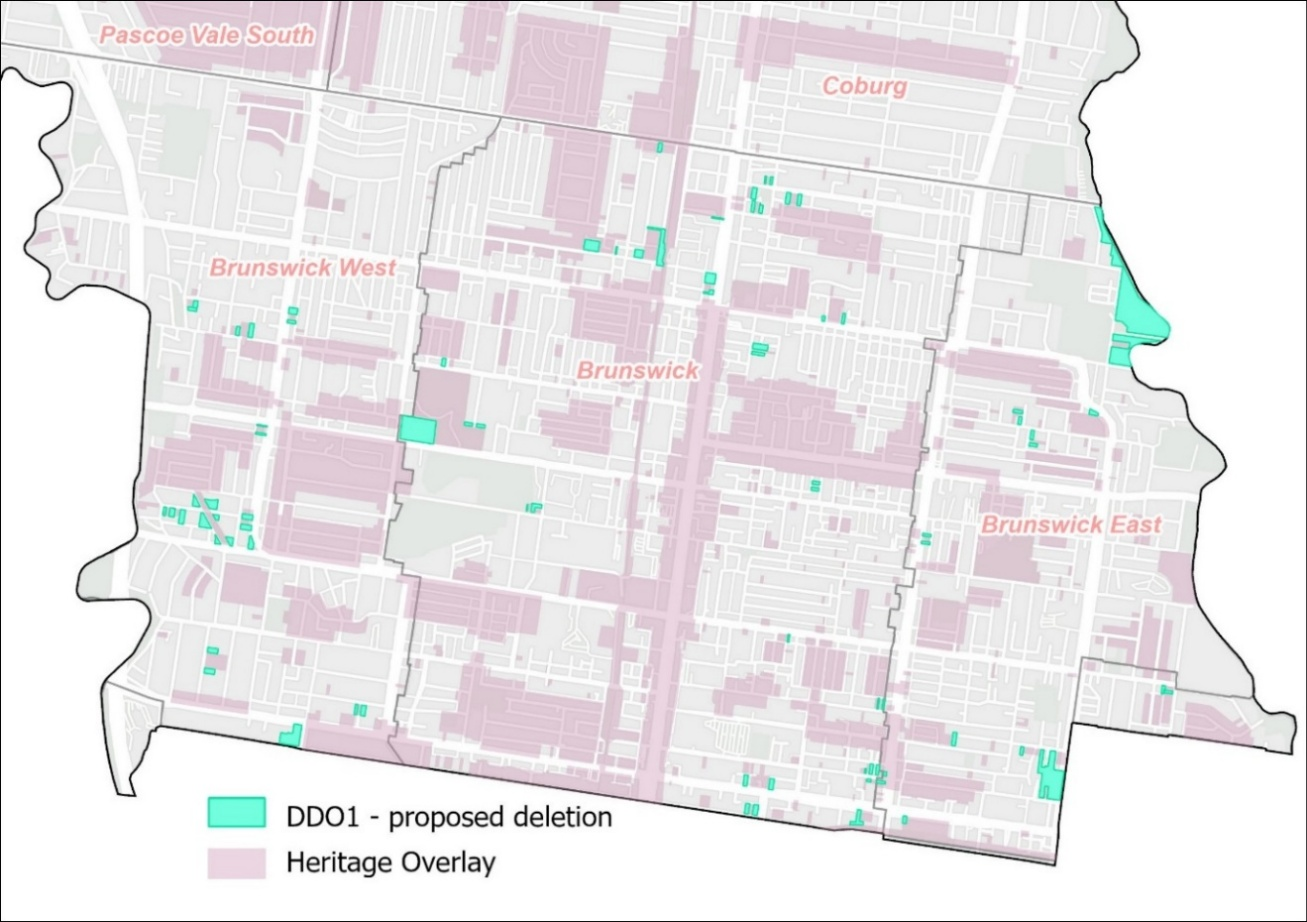 Pascoe Vale South
Coburg
Brunswick West
Brunswick
Brunswick East
DDO1 - proposed deletion
Heritage Overlay